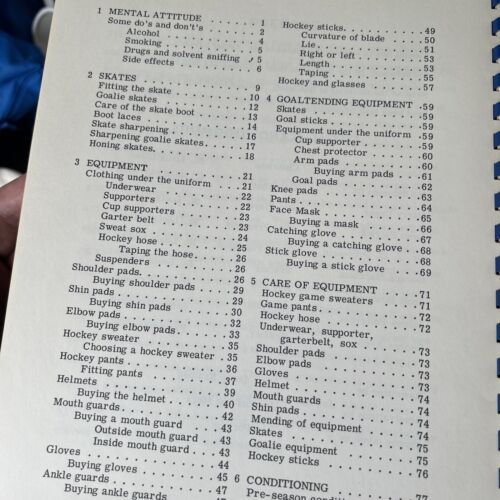 1 MENTAL ATTITUDE . . . . . . . 1
Some do's and don't's . . . . . . 2
Alcohol . . . . . . . . . . . 4
Smoking . . . . . . . . . . . 5
Drugs and solvent sniffing . 5
Side effects . . . . . . . . . 6
2 SKATES . . . . . . . . . . . . 9
Fitting the skate . . . . . . . . 10
Goalie skates . . . . . . . . . 12
Care of the skate boot . . . . . 13
Boot laces . . . . . . . . . . . 14
Skate sharpening . . . . . . . . 16
Sharpening goalie skates . . . . 17
Honing skates . . . . . . . . . 18
3 EQUIPMENT
Clothing under the uniform . . . 21
Underwear . . . . . . . . . . 22
Supporters . . . . . . . . . . 22
Cup supporters . . . . . . . . 23
Garter belt . . . . . . . . . . 23
Sweat sox . . . . . . . . . . 24
Hockey hose . . . . . . . . . 25
Taping the hose . . . . . . . 26
Suspenders . . . . . . . . . . 26
Shoulder pads . . . . . . . . . 26
Buying shoulder pads . . . . . 29
Shin pads . . . . . . . . . . . 29
Buying shin pads . . . . . . . 30
Elbow pads . . . . . . . . . . 32
Buying elbow pads . . . . . . 33
Hockey sweater . . . . . . . . 35
Choosing a hockey sweater . 35
Hockey pants . . . . . . . . . 36
Fitting pants . . . . . . . . . 37
Helmets . . . . . . . . . . . . 39
Buying the helmet . . . . . . . 40
Mouth guards . . . . . . . . . . 42
Buying a mouth guard . . . . 43
Outside mouth guard . . . . 43
Inside mouth guard . . . . . 43
Gloves . . . . . . . . . . . . . 44
Buying gloves . . . . . . . . . 45
Ankle guards . . . . . . . . . . 47
Buying ankle guards . . . . .
Hockey sticks . . . . . . . . . 49
Curvature of blade . . . . . . 50
Lie . . . . . . . . . . . . . 51
Right or left . . . . . . . . . 53
Length . . . . . . . . . . . . 53
Taping . . . . . . . . . . . . 55
Hockey and glasses . . . . . . . 57
4 GOALTENDING EQUIPMENT . 59
Skates . . . . . . . . . . . . . 59
Goal sticks . . . . . . . . . . . 59
Equipment under the uniform . . 59
Cup supporter . . . . . . . . . 59
Chest protector . . . . . . . . 60
Arm pads . . . . . . . . . . . 60
Buying arm pads . . . . . . 61
Goal pads . . . . . . . . . . . 62
Knee pads . . . . . . . . . . . 63
Pants . . . . . . . . . . . . . . 64
Face Mask . . . . . . . . . . . 65
Buying a mask . . . . . . . . 66
Catching glove . . . . . . . . . 67
Buying a catching glove . . . 68
Stick glove . . . . . . . . . . . 68
Buying a stick glove . . . . . 69
5 CARE OF EQUIPMENT . . . . 71
Hockey game sweaters . . . . . 71
Game pants . . . . . . . . . . . 72
Hockey hose . . . . . . . . . . 72
Underwear, supporter,
garterbelt, sox . . . . . . . . 73
Shoulder pads . . . . . . . . . 73
Elbow pads . . . . . . . . . . . 73
Gloves . . . . . . . . . . . . . 73
Helmet . . . . . . . . . . . . . 74
Mouth guards . . . . . . . . . . 74
Shin pads . . . . . . . . . . . . 74
Mending of equipment . . . . . . 74
Skates . . . . . . . . . . . . . 75
Goalie equipment . . . . . . . . 75
Hockey sticks . . . . . . . . . . 76
6 CONDITIONING
Pre-season